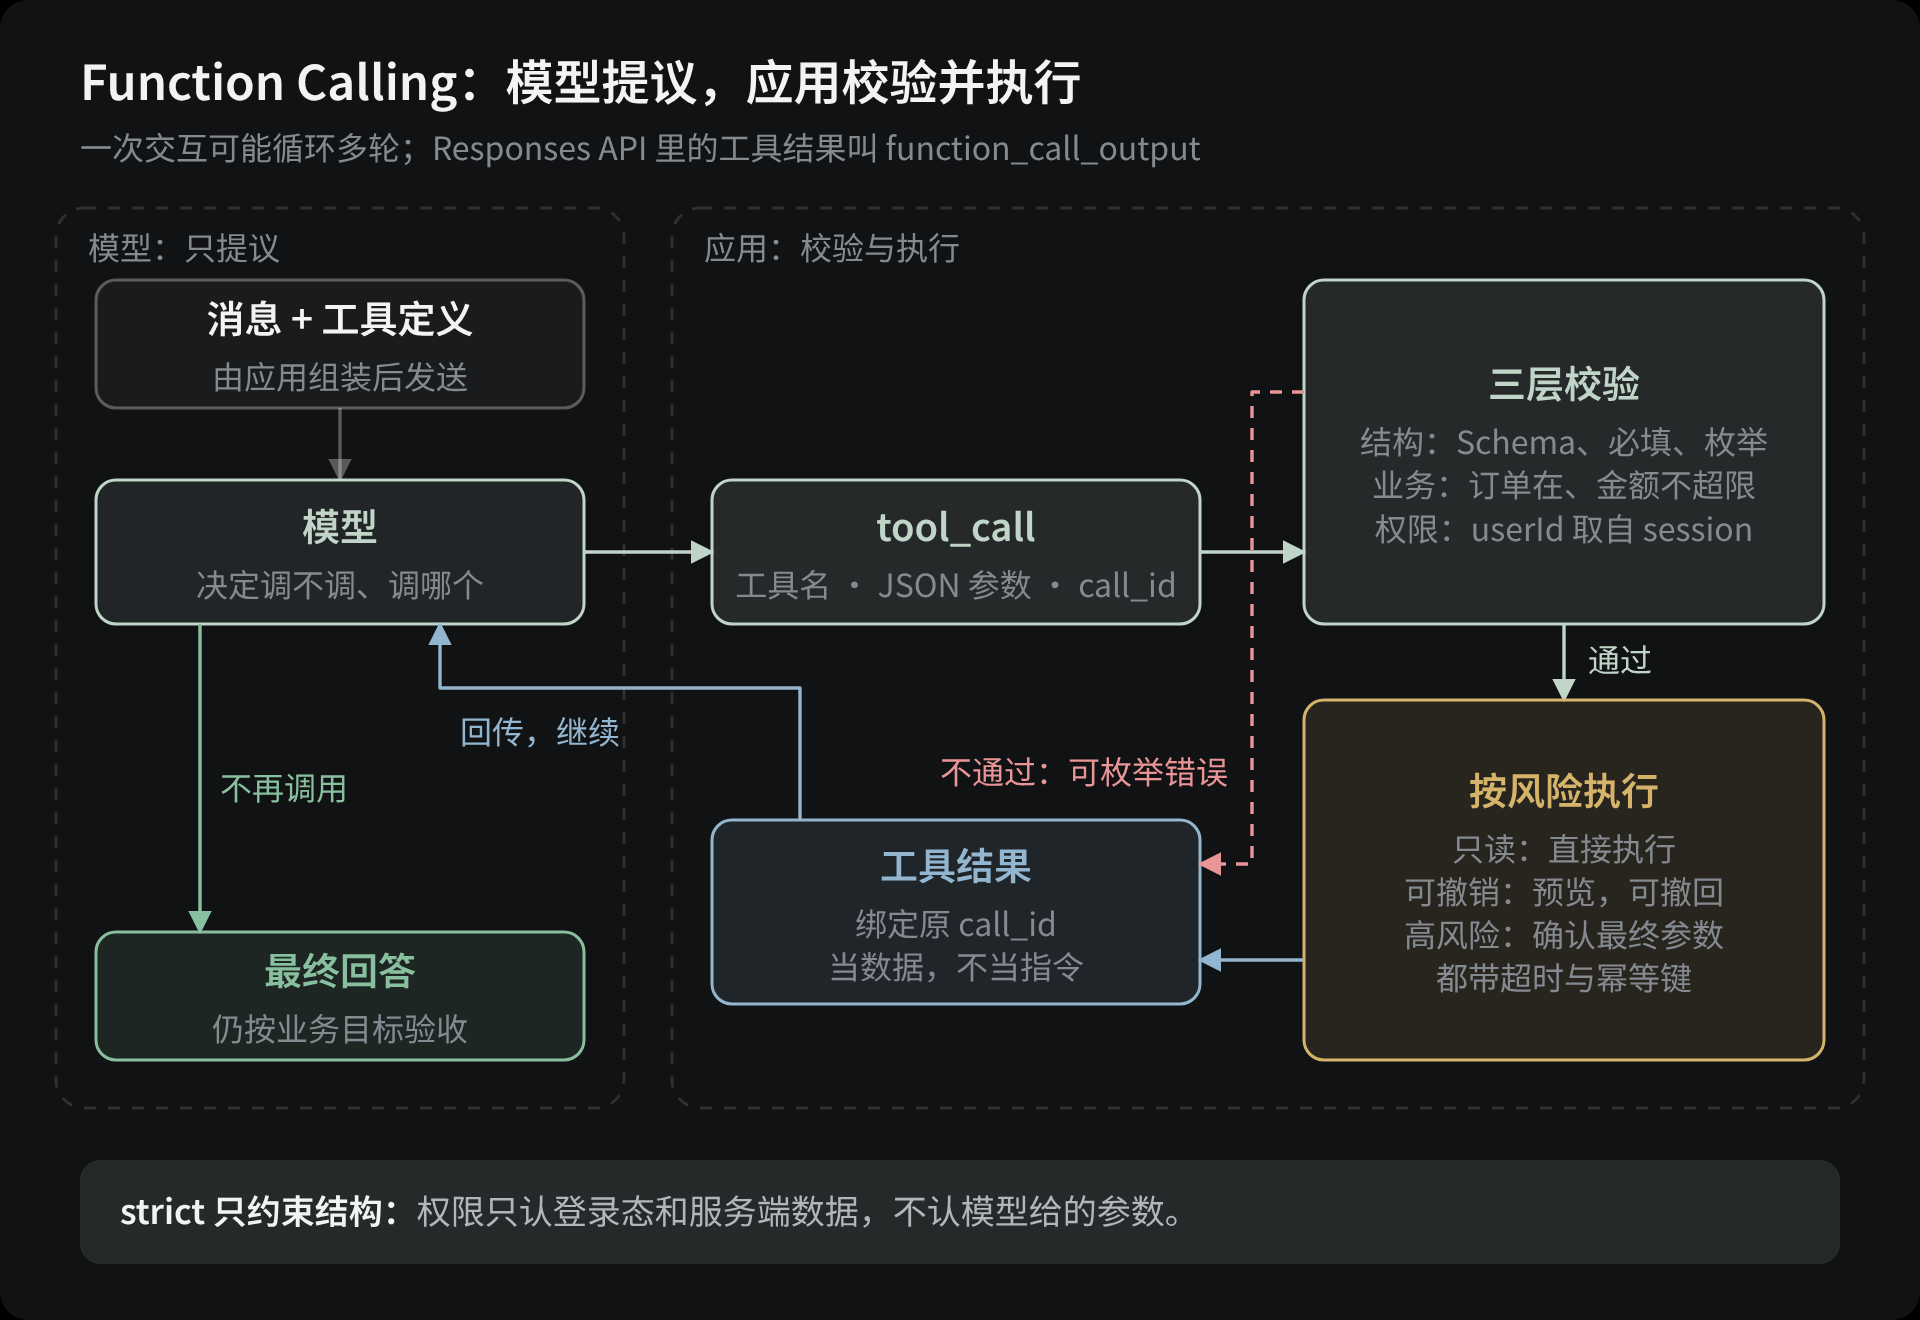 Function Calling：模型提议，应用校验并执行
一次交互可能循环多轮；Responses API 里的工具结果叫 function_call_output
模型：只提议
消息 + 工具定义
由应用组装后发送
模型
决定调不调、调哪个
不再调用
回传，继续
最终回答
仍按业务目标验收
应用：校验与执行
tool_call
工具名 · JSON 参数 · call_id
三层校验
结构：Schema、必填、枚举
业务：订单在、金额不超限
权限：userId 取自 session
通过
不通过：可枚举错误
工具结果
绑定原 call_id
当数据，不当指令
按风险执行
只读：直接执行
可撤销：预览，可撤回
高风险：确认最终参数
都带超时与幂等键
strict 只约束结构：权限只认登录态和服务端数据，不认模型给的参数。